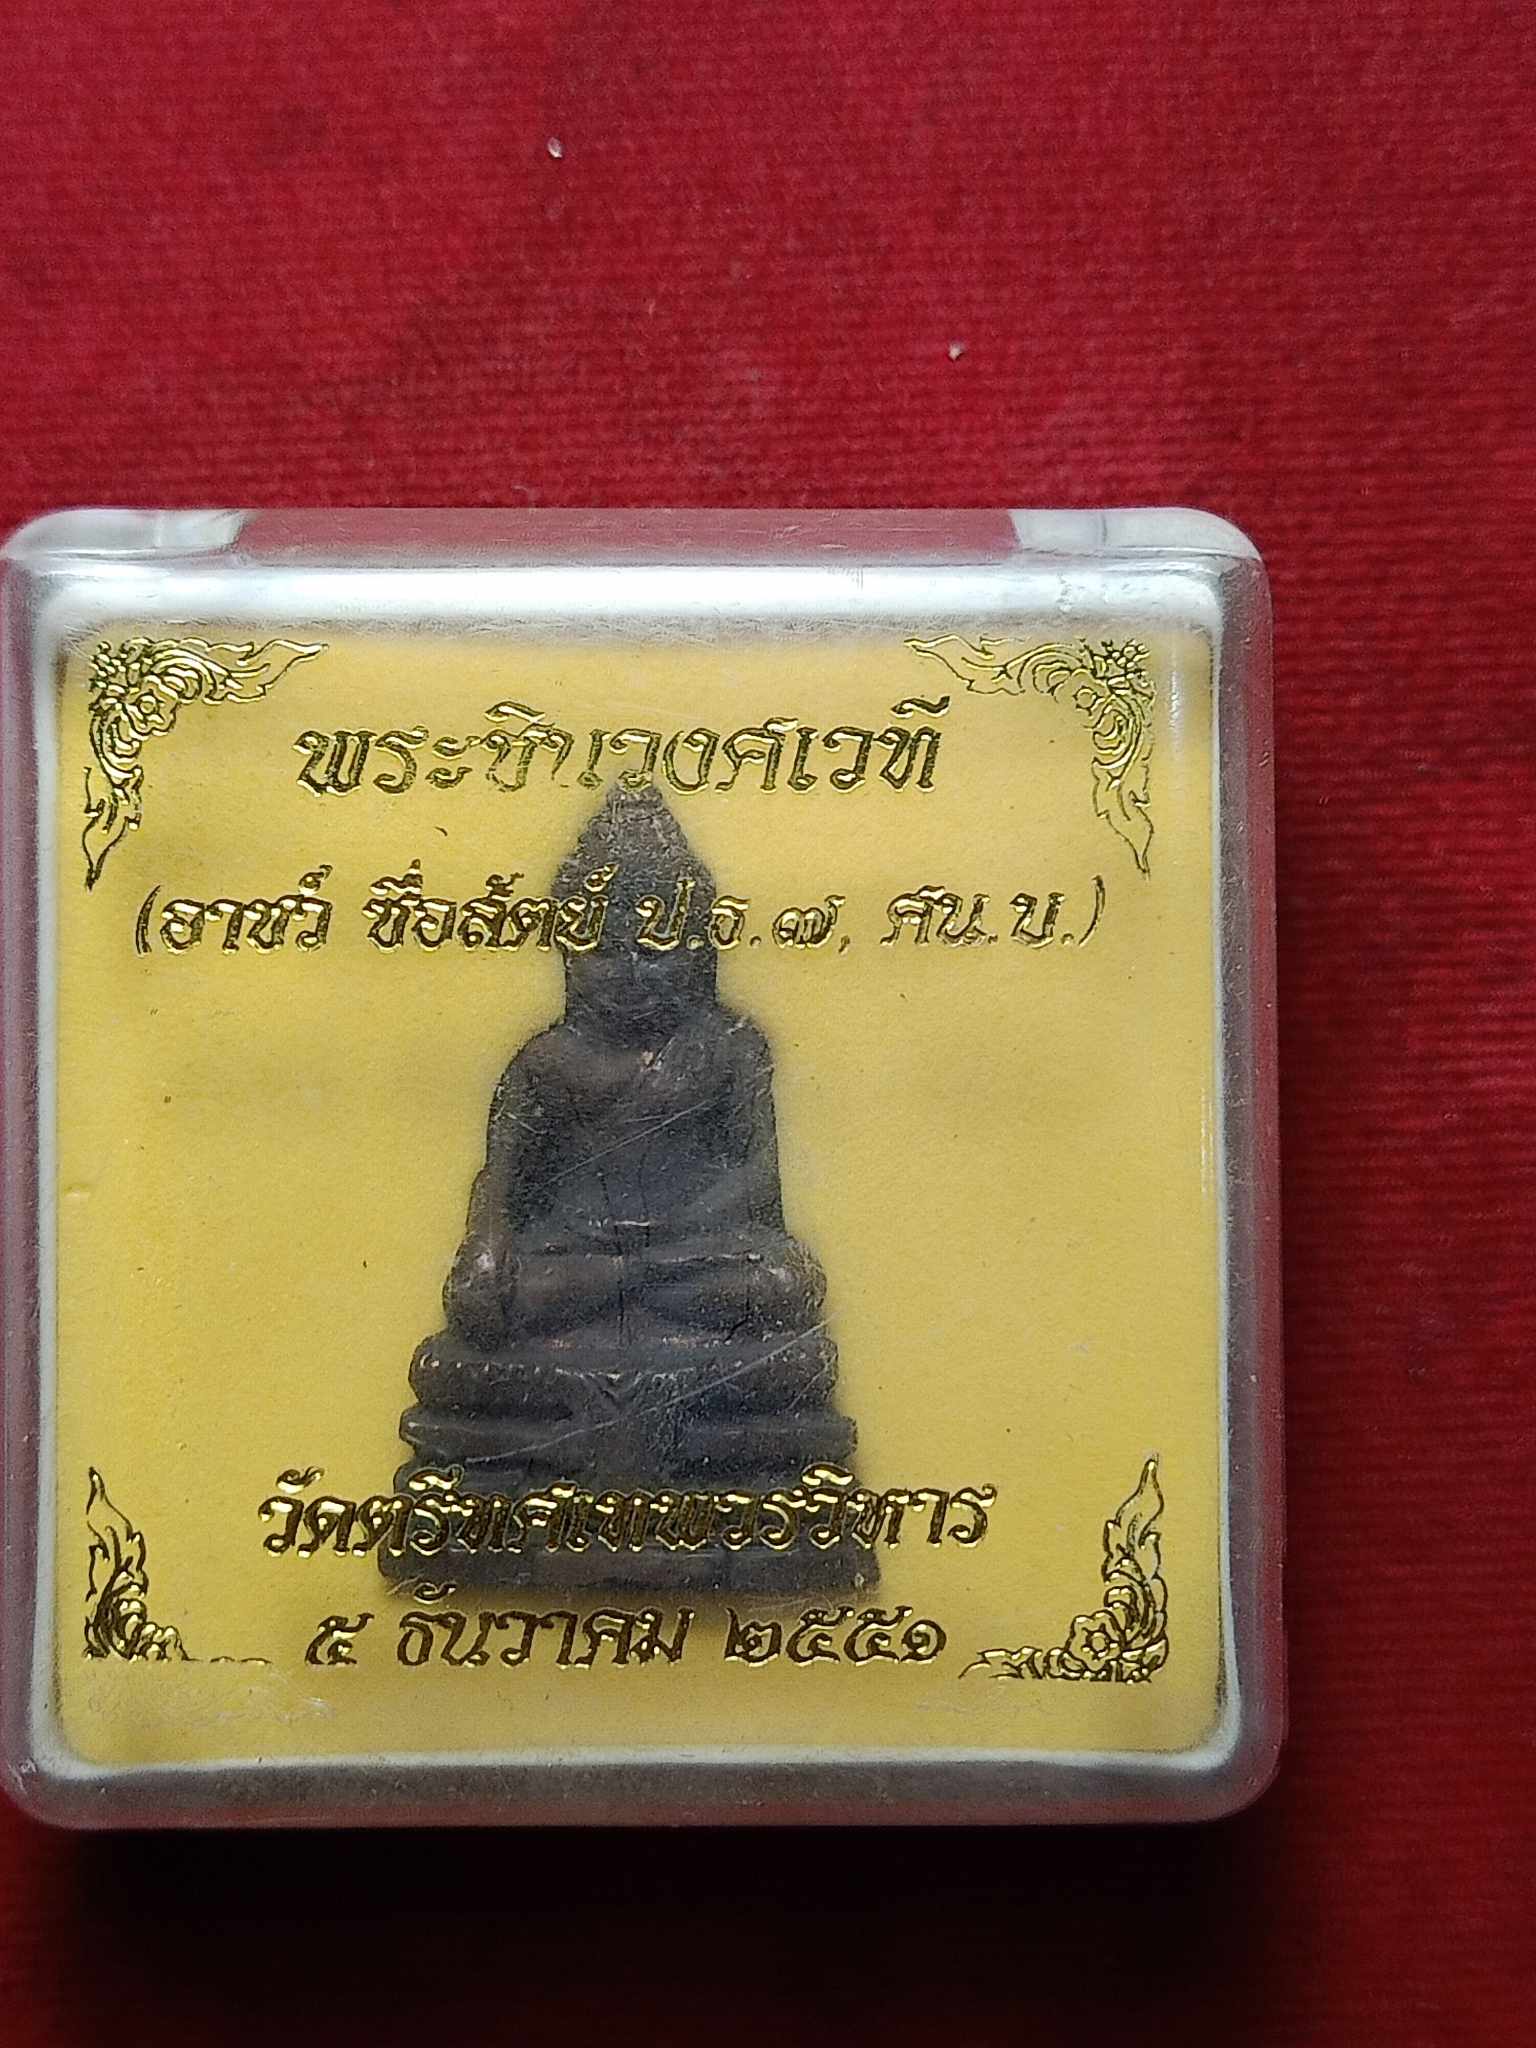 พระชินวงศเวที
(อาชว์ ซื่อสัตย์ ป.ธ.๗, ศน.บ.)
วัดตรีทศเทพวรวิหาร
๕ ธันวาคม ๒๕๕๑